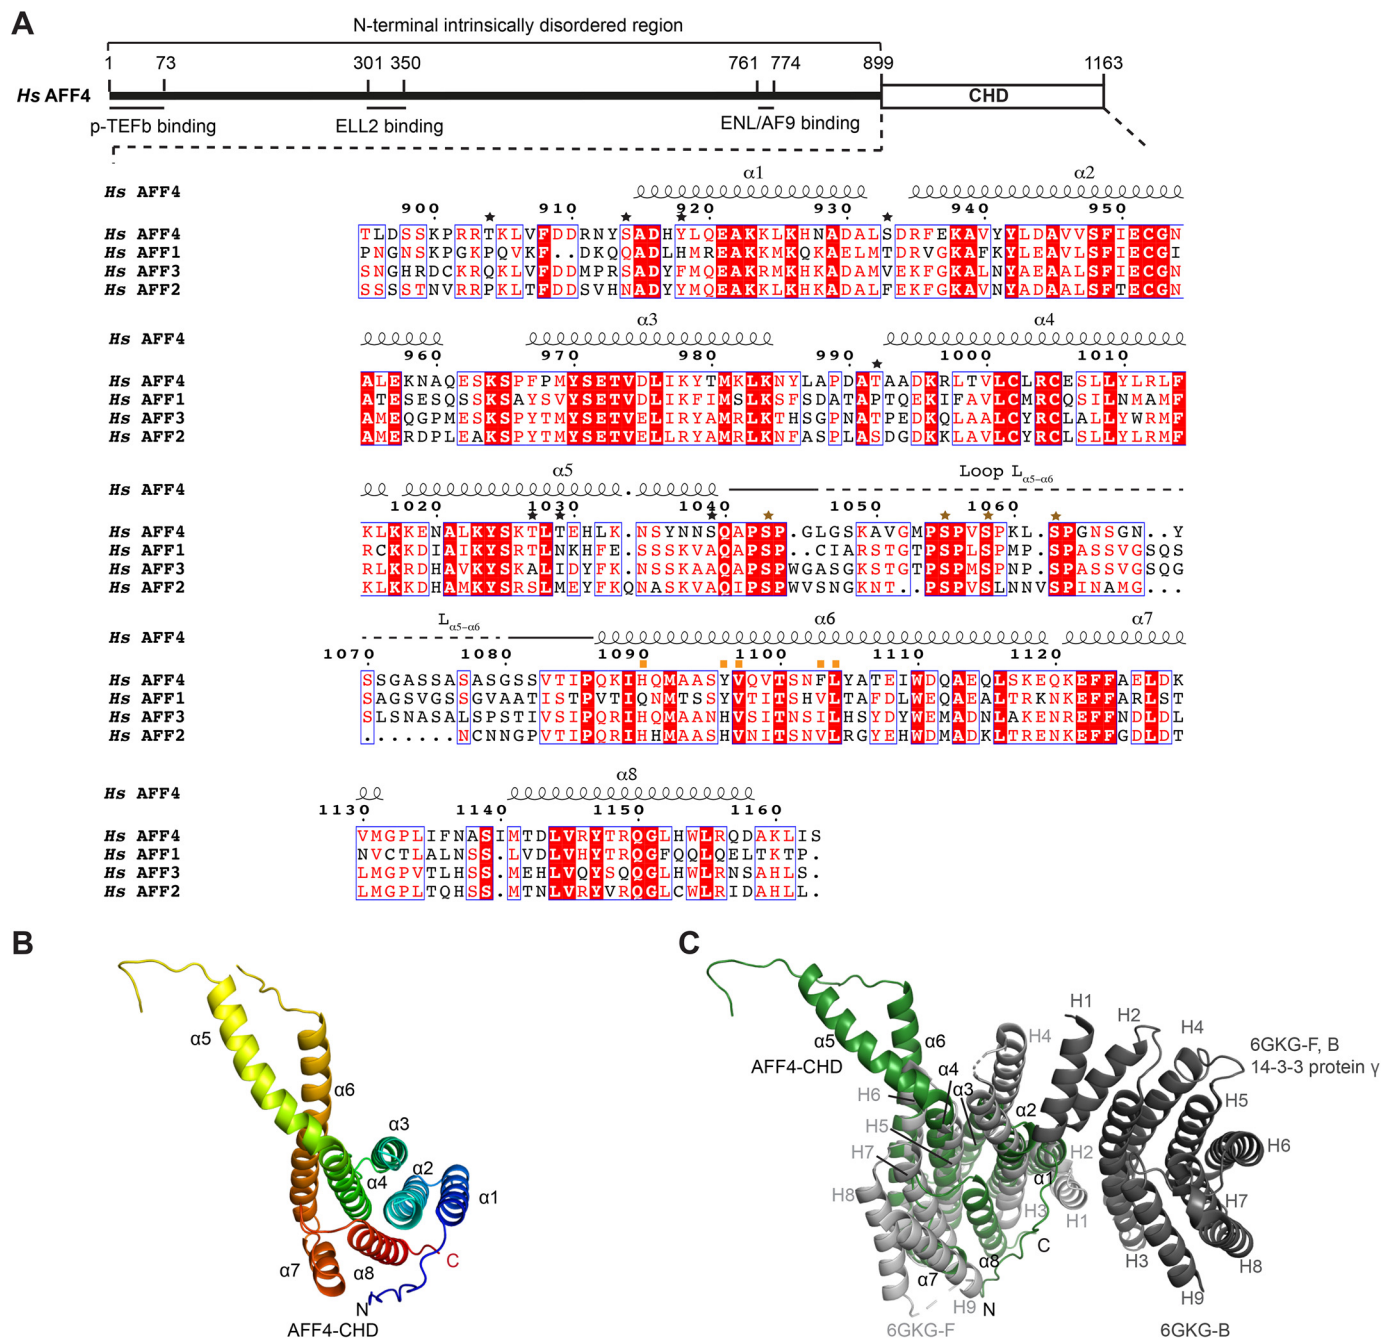 A
N-terminal intrinsically disordered region
1 73 301 350 761 774 899 1163
Hs AFF4 CHD
p-TEFb binding ELL2 binding ENL/AF9 binding
α1 α2
Hs AFF4
900 910 920 930 940 950
Hs AFF4 TLDSSKPRRTKLVFDDRNYSADHYLQEAKKLKHNADALSDRFEKAVYYLDAVVSFIECGN
Hs AFF1 PNGNSKPGKPQVKF..DKQQADLHMREAKKMKQKAELMTDRVGKAFKYLEAVLSFIECGI
Hs AFF3 SNGHRDCKRQKLVFDDMPRSADYFMQEAKRMKHKADAMVEKFGKALNYAEAALSFIECGN
Hs AFF2 SSSSTNVRRPKLTFDDSVHNADYYMQEAKKLKHKADALFEKFGKAVNYADAALSFTECGN
α3 α4
Hs AFF4
960 970 980 990 1000 1010
Hs AFF4 ALEKNAQESKSPFPMYSETVDLIKYTMKLKNYLAPDATAADKRLTVLCLRCESLLYLRLF
Hs AFF1 ATESESQSSKSAYSVYSETVDLIKFIMSLKSFSDATAPTQEKIFAVLCMRCQSILNMAMF
Hs AFF3 AMEQGPMESKSPYTMYSETVELIRYAMRLKTHSGPNATPEDKQLAALCYRCLALLYWRMF
Hs AFF2 AMERDPLEAKSPYTMYSETVELLRYAMRLKNFASPLASDGDKKLAVLCYRCLSLLYLRMF
α5 Loop Lα5-α6
Hs AFF4
1020 1030 1040 1050 1060
Hs AFF4 KLKKENALKYSKTLTEHLK.NSYNNSQAPSP.GLGSKAVGMPSPVSPKL.SPGNSGN..Y
Hs AFF1 RCKKDIAIKYSRTLNKHFE.SSSKVAQAPSP..CIARSTGTPSPLSPMP.SPASSVGSQS
Hs AFF3 RLKRDHAVKYSKALIDYFK.NSSKAAQAPSPWGASGKSTGTPSPMSPNP.SPASSVGSQG
Hs AFF2 KLKKDHAMKYSRSLMEYFKQNASKVAQIPSPWVSNGKNT..PSPVSLNNVSPINAMG...
Lα5-α6 α6 α7
Hs AFF4
1070 1080 1090 1100 1110 1120
Hs AFF4 SSGASSASASGSSVTIPQKIHQMAASYVQVTSNFLYATEIWDQAEQLSKEQKEFFAELDK
Hs AFF1 SAGSVGSSGVAATISTPVTIQNMTSSYVTITSHVLTAFDLWEQAEALTRKNKEFFARLST
Hs AFF3 SLSNASALSPSTIVSIPQRIHQMAANHVSITNSILHSYDYWEMADNLAKENREFFNDLDL
Hs AFF2 .......NCNNGPVTIPQRIHHMAASHVNITSNVLRGYEHWDMADKLTRENKEFFGDLDT
α8
Hs AFF4
1130 1140 1150 1160
Hs AFF4 VMGPLIFNASIMTDLVRYTRQGLHWLRQDAKLIS
Hs AFF1 NVCTLALNSS.LVDLVHYTRQGFQQLQELTKTP.
Hs AFF3 LMGPVTLHSS.MEHLVQYSQQGLHWLRNSAHLS.
Hs AFF2 LMGPLTQHSS.MTNLVRYVRQGLCWLRIDAHLL.
B
α5
α6
α3
α2
α4
α1
C
α7
α8
N
AFF4-CHD
C
H1
H2
H4
H4
6GKG-F, B
14-3-3 protein γ
α5
α6
AFF4-CHD
α4
α3
H6
α2
H5
H5
H6
H7
H2
α1
H8
H7
H3
H1
C
H3
H8
α7
α8
H9
N
H9
6GKG-F
6GKG-B